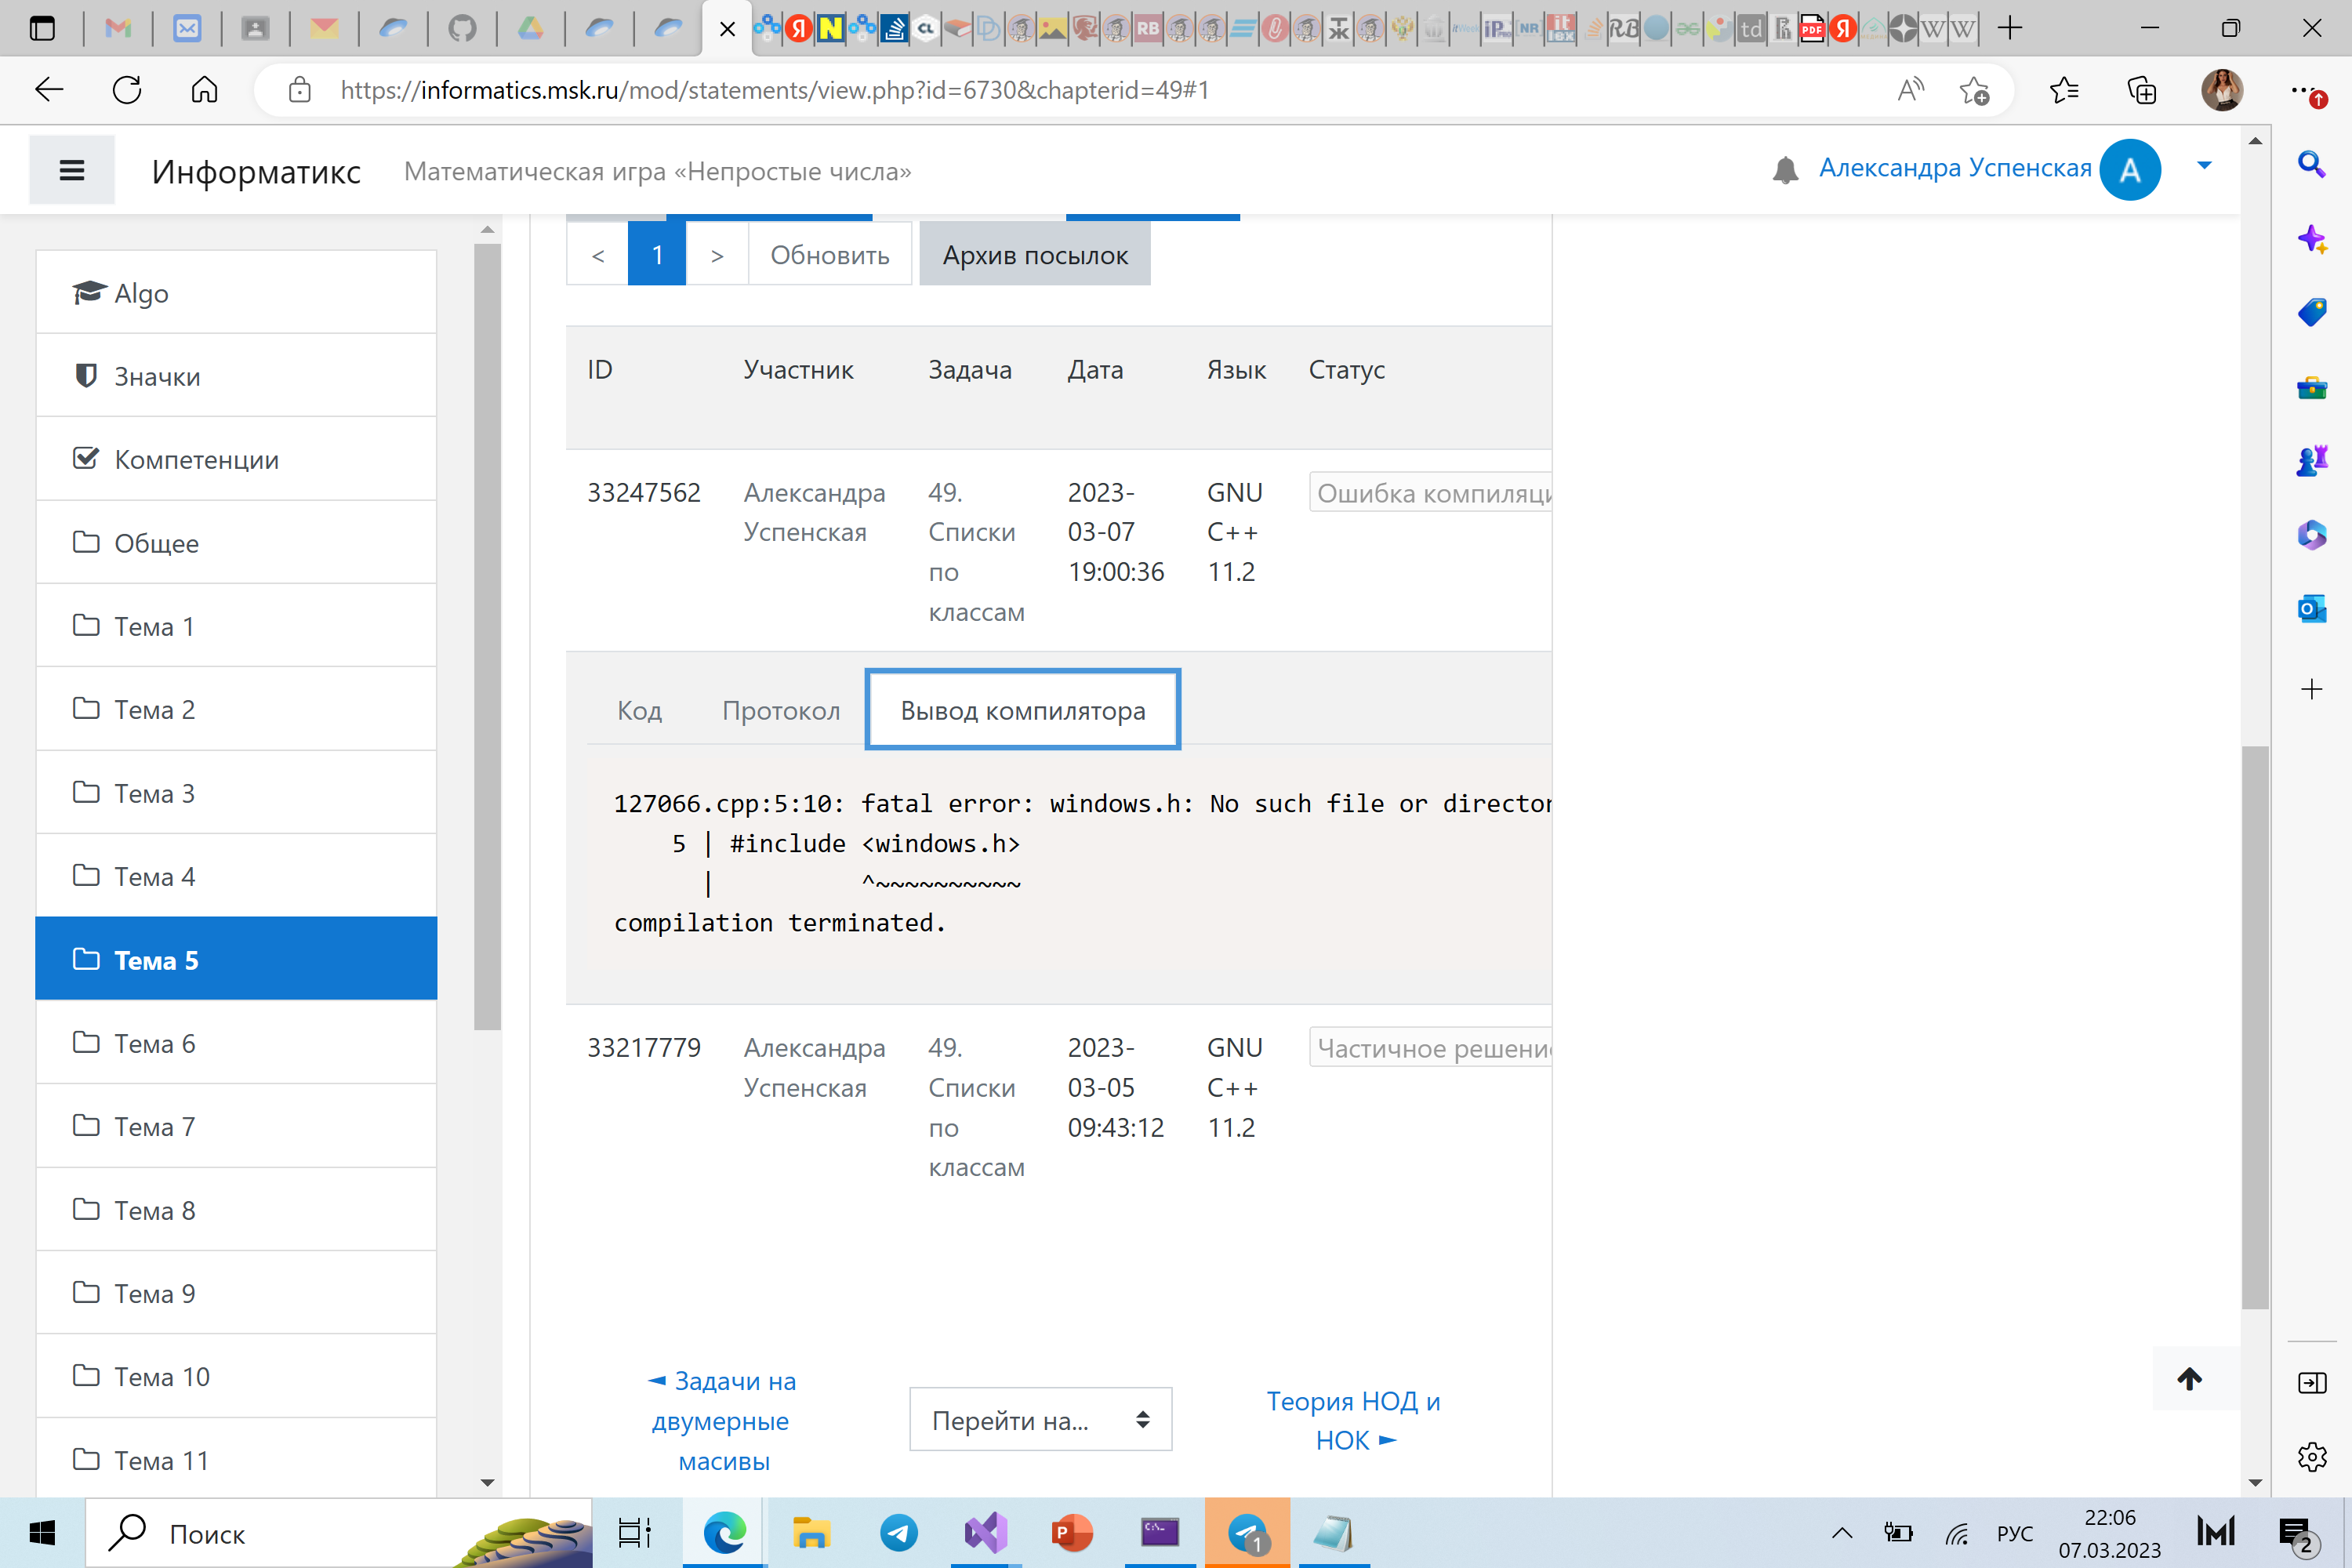 https://informatics.msk.ru/mod/statements/view.php?id=6730&chapterid=49#1
Информатикс
Математическая игра «Непростые числа»
Александра Успенская
А
Algo
Значки
Компетенции
Общее
Тема 1
Тема 2
Тема 3
Тема 4
Тема 5
Тема 6
Тема 7
Тема 8
Тема 9
Тема 10
Тема 11
< 1 > Обновить Архив посылок
ID Участник Задача Дата Язык Статус
33247562 Александра 49. 2023- GNU Ошибка компиляци
Успенская Списки 03-07 C++
по 19:00:36 11.2
классам
Код Протокол Вывод компилятора
127066.cpp:5:10: fatal error: windows.h: No such file or director
5 | #include <windows.h>
| ^~~~~~~~~~~
compilation terminated.
33217779 Александра 49. 2023- GNU Частичное решение
Успенская Списки 03-05 C++
по 09:43:12 11.2
классам
◄ Задачи на
двумерные
масивы
Перейти на...
Теория НОД и
НОК ►
Поиск
1
РУС
22:06
07.03.2023
2